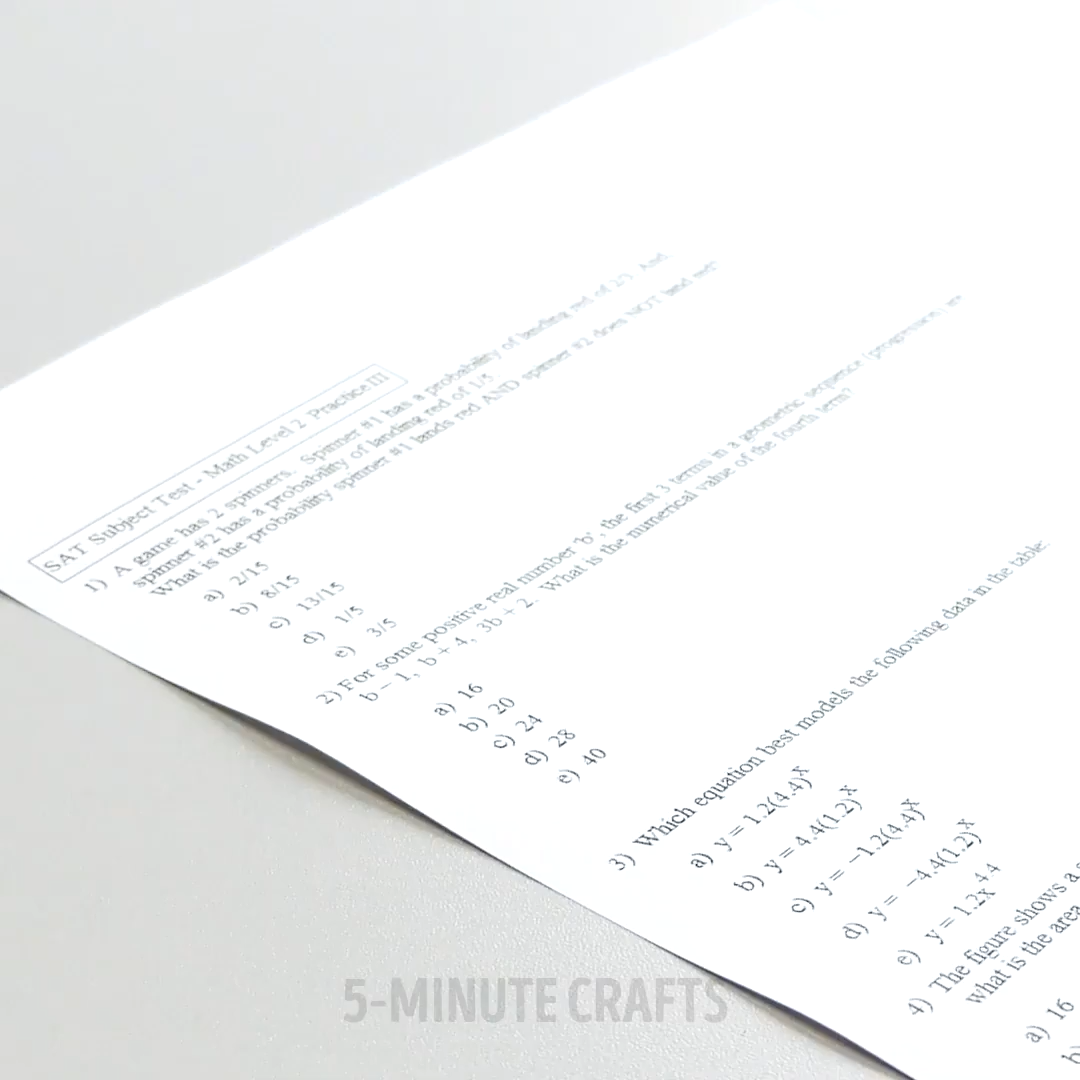 SAT Subject Test - Math Level 2 Practice III
1) A game has 2 spinners. Spinner #1 has a probability of landing red of 2/3. And
spinner #2 has a probability of landing red of 1/5.
What is the probability spinner #1 lands red AND spinner #2 does NOT land red?
a) 2/15
b) 8/15
c) 13/15
d) 1/5
e) 3/5
2) For some positive real number 'b', the first 3 terms in a geometric sequence (progression) are
b – 1, b + 4, 3b + 2. What is the numerical value of the fourth term?
a) 16
b) 20
c) 24
d) 28
e) 40
3) Which equation best models the following data in the table:
a) y = 1.2(4.4)^x
b) y = 4.4(1.2)^x
c) y = −1.2(4.4)^x
d) y = −4.4(1.2)^x
e) y = 1.2x^4.4
4) The figure shows a
what is the area
a) 16
b)
5-MINUTE CRAFTS